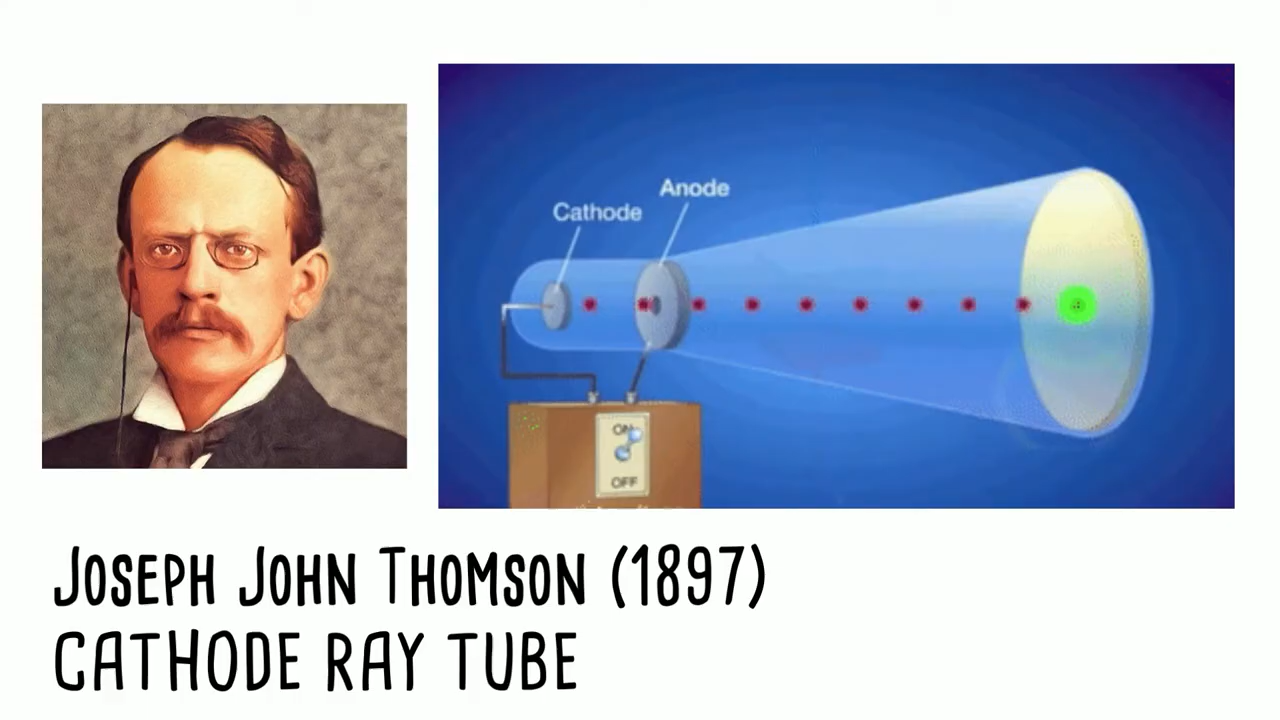 Cathode
Anode
ON
OFF
Joseph John Thomson (1897)
CATHODE RAY TUBE